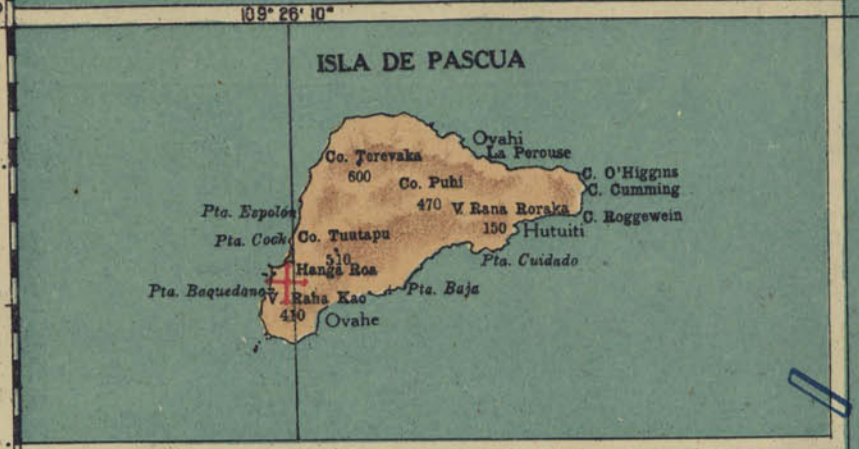 109° 26' 10"
ISLA DE PASCUA
Ovahi
La Perouse
Co. Terevaka
600
C. O'Higgins
Co. Puhi
C. Cumming
470
V. Rana Roraka
Pta. Espolón
C. Roggewein
150
Hutuiti
Pta. Cook
Co. Tuutapu
510
Pta. Cuidado
Hanga Roa
Pta. Baquedano
V. Raha Kao
Pta. Baja
410
Ovahe